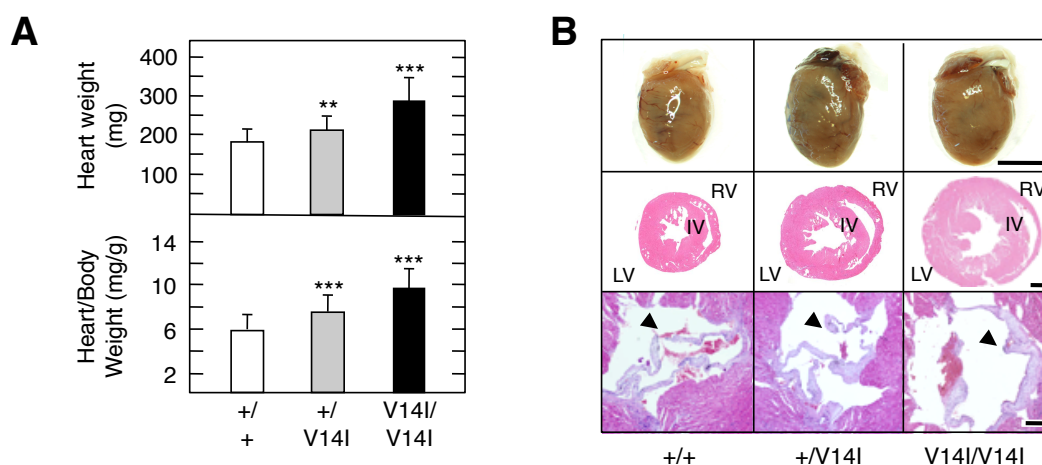 A
B
Heart weight
(mg)
400
300
200
100
**
***
Heart/Body
Weight (mg/g)
14
10
6
2
***
***
+/
+
+/
V14I
V14I/
V14I
RV
IV
LV
RV
IV
LV
RV
IV
LV
+/+
+/V14I
V14I/V14I